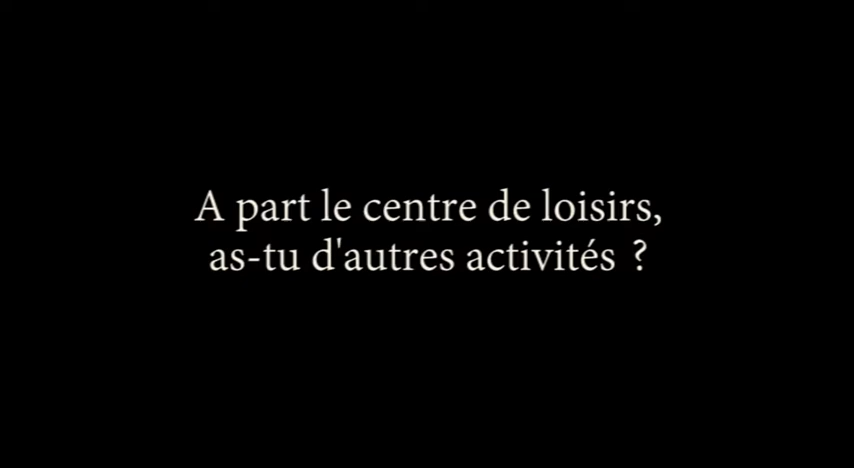 A part le centre de loisirs,
as-tu d'autres activités ?